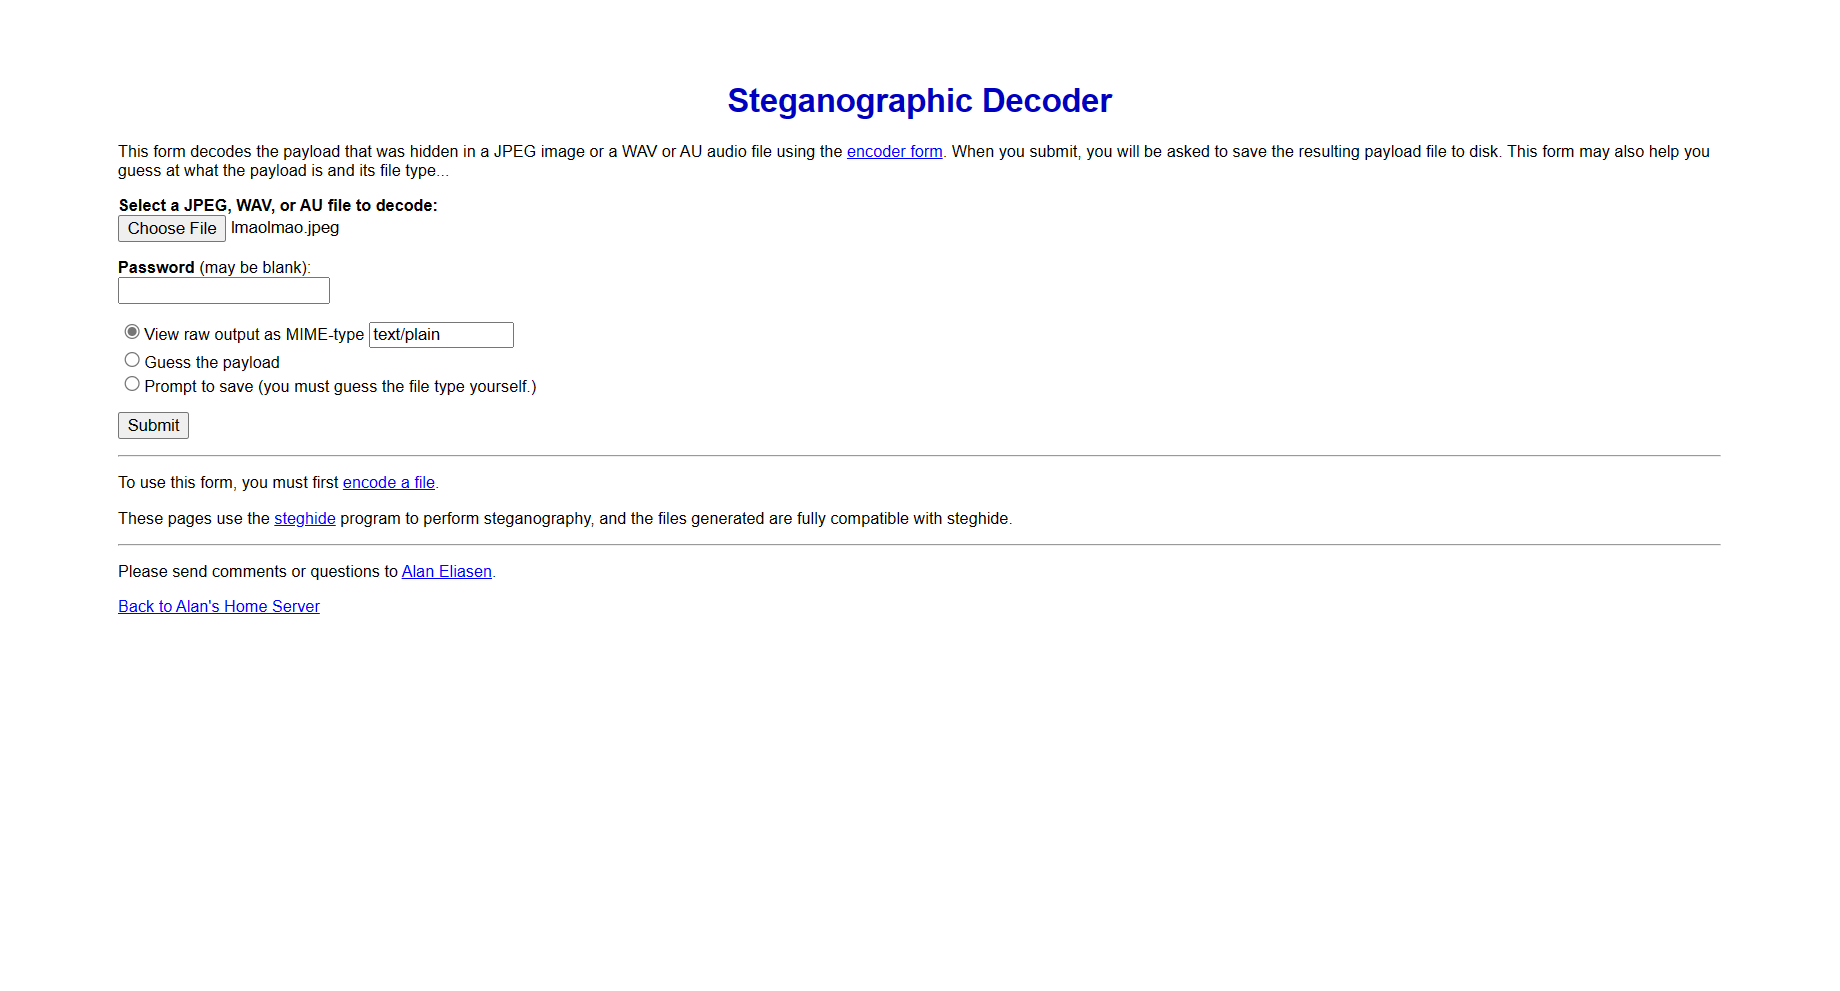 Steganographic Decoder
This form decodes the payload that was hidden in a JPEG image or a WAV or AU audio file using the encoder form. When you submit, you will be asked to save the resulting payload file to disk. This form may also help you
guess at what the payload is and its file type...
Select a JPEG, WAV, or AU file to decode:
Choose File lmaolmao.jpeg
Password (may be blank):
View raw output as MIME-type text/plain
Guess the payload
Prompt to save (you must guess the file type yourself.)
Submit
To use this form, you must first encode a file.
These pages use the steghide program to perform steganography, and the files generated are fully compatible with steghide.
Please send comments or questions to Alan Eliasen.
Back to Alan's Home Server